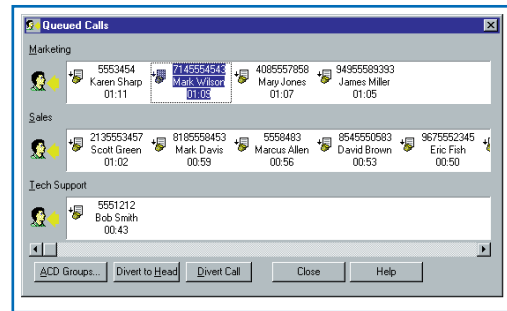 Queued Calls
Marketing
5553454 7145554543 4085557858 94955589393
Karen Sharp Mark Wilson Mary Jones James Miller
01:11 01:09 01:07 01:05
Sales
2135553457 8185558453 5558483 8545550583 9675552345
Scott Green Mark Davis Marcus Allen David Brown Eric Fish
01:02 00:59 00:56 00:53 00:50
Tech Support
5551212
Bob Smith
00:43
ACD Groups... Divert to Head Divert Call Close Help